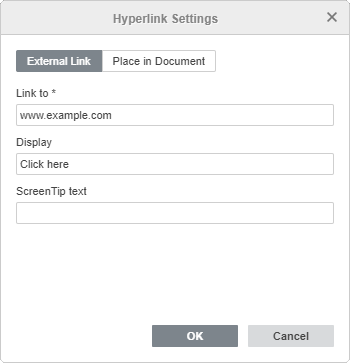 Hyperlink Settings
External Link Place in Document
Link to *
www.example.com
Display
Click here
ScreenTip text
OK Cancel